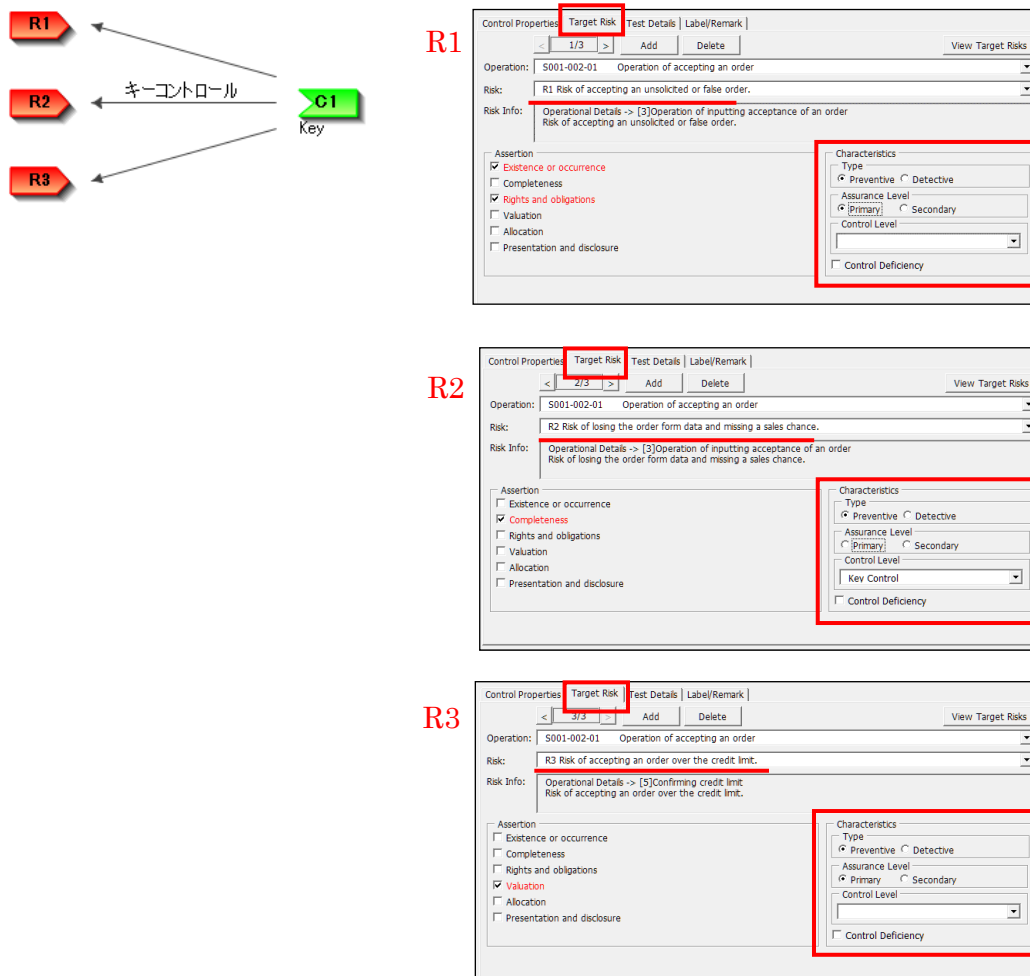 R1
R2
R3
キーコントロール
C1
Key
R1
Control Properties Target Risk Test Details Label/Remark
< 1/3 > Add Delete View Target Risks
Operation: S001-002-01 Operation of accepting an order
Risk: R1 Risk of accepting an unsolicited or false order.
Risk Info: Operational Details -> [3]Operation of inputting acceptance of an order
Risk of accepting an unsolicited or false order.
Assertion
Existence or occurrence
Completeness
Rights and obligations
Valuation
Allocation
Presentation and disclosure
Characteristics
Type
Preventive Detective
Assurance Level
Primary Secondary
Control Level
Control Deficiency
R2
Control Properties Target Risk Test Details Label/Remark
< 2/3 > Add Delete View Target Risks
Operation: S001-002-01 Operation of accepting an order
Risk: R2 Risk of losing the order form data and missing a sales chance.
Risk Info: Operational Details -> [3]Operation of inputting acceptance of an order
Risk of losing the order form data and missing a sales chance.
Assertion
Existence or occurrence
Completeness
Rights and obligations
Valuation
Allocation
Presentation and disclosure
Characteristics
Type
Preventive Detective
Assurance Level
Primary Secondary
Control Level
Key Control
Control Deficiency
R3
Control Properties Target Risk Test Details Label/Remark
< 3/3 > Add Delete View Target Risks
Operation: S001-002-01 Operation of accepting an order
Risk: R3 Risk of accepting an order over the credit limit.
Risk Info: Operational Details -> [5]Confirming credit limit
Risk of accepting an order over the credit limit.
Assertion
Existence or occurrence
Completeness
Rights and obligations
Valuation
Allocation
Presentation and disclosure
Characteristics
Type
Preventive Detective
Assurance Level
Primary Secondary
Control Level
Control Deficiency